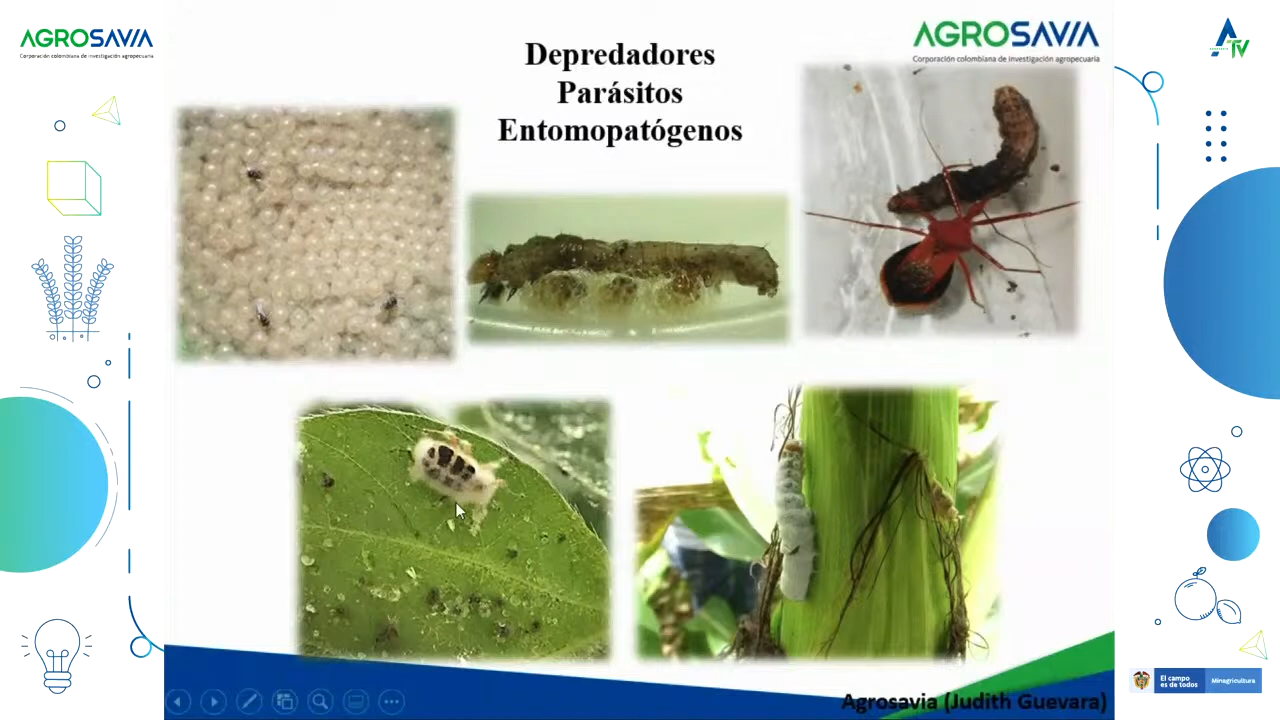 AGROSAVIA
Corporación colombiana de investigación agropecuaria
Depredadores
Parásitos
Entomopatógenos
AGROSAVIA
Corporación colombiana de investigación agropecuaria
TV
El campo
es de todos
Minagricultura
Agrosavia (Judith Guevara)